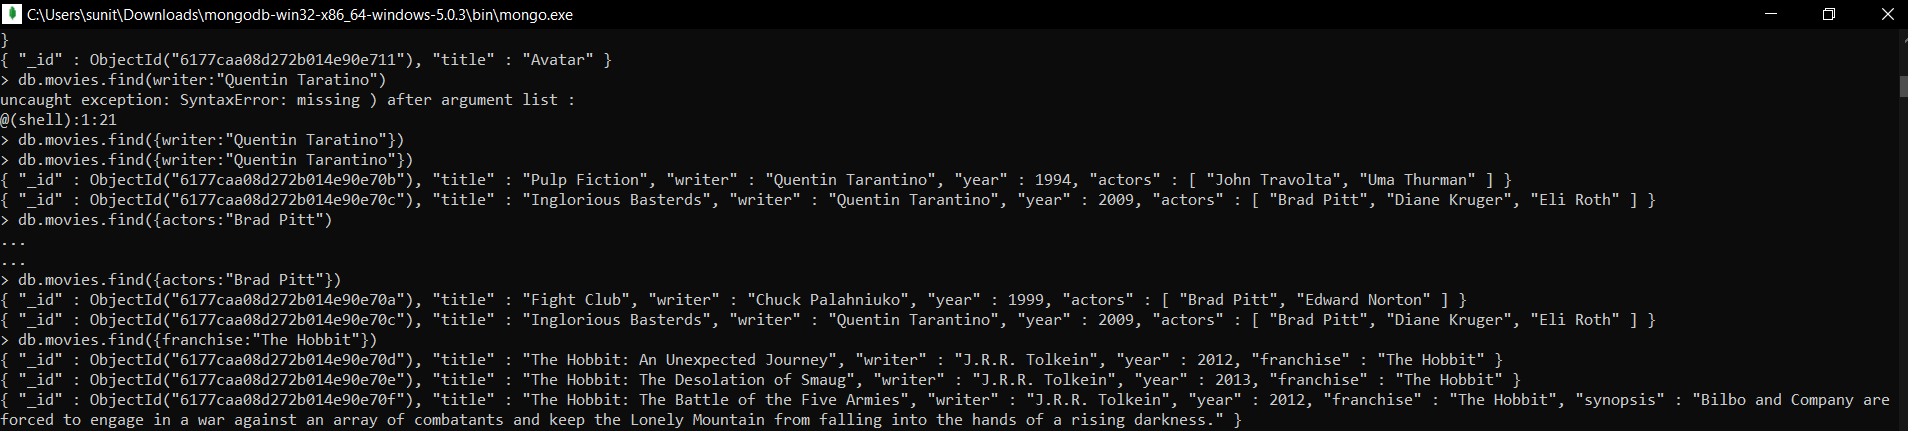 C:\Users\sunit\Downloads\mongodb-win32-x86_64-windows-5.0.3\bin\mongo.exe
}
{ "_id" : ObjectId("6177caa08d272b014e90e711"), "title" : "Avatar" }
> db.movies.find(writer:"Quentin Taratino")
uncaught exception: SyntaxError: missing ) after argument list :
@(shell):1:21
> db.movies.find({writer:"Quentin Taratino"})
> db.movies.find({writer:"Quentin Tarantino"})
{ "_id" : ObjectId("6177caa08d272b014e90e70b"), "title" : "Pulp Fiction", "writer" : "Quentin Tarantino", "year" : 1994, "actors" : [ "John Travolta", "Uma Thurman" ] }
{ "_id" : ObjectId("6177caa08d272b014e90e70c"), "title" : "Inglorious Basterds", "writer" : "Quentin Tarantino", "year" : 2009, "actors" : [ "Brad Pitt", "Diane Kruger", "Eli Roth" ] }
> db.movies.find({actors:"Brad Pitt")
...
...
> db.movies.find({actors:"Brad Pitt"})
{ "_id" : ObjectId("6177caa08d272b014e90e70a"), "title" : "Fight Club", "writer" : "Chuck Palahniuko", "year" : 1999, "actors" : [ "Brad Pitt", "Edward Norton" ] }
{ "_id" : ObjectId("6177caa08d272b014e90e70c"), "title" : "Inglorious Basterds", "writer" : "Quentin Tarantino", "year" : 2009, "actors" : [ "Brad Pitt", "Diane Kruger", "Eli Roth" ] }
> db.movies.find({franchise:"The Hobbit"})
{ "_id" : ObjectId("6177caa08d272b014e90e70d"), "title" : "The Hobbit: An Unexpected Journey", "writer" : "J.R.R. Tolkein", "year" : 2012, "franchise" : "The Hobbit" }
{ "_id" : ObjectId("6177caa08d272b014e90e70e"), "title" : "The Hobbit: The Desolation of Smaug", "writer" : "J.R.R. Tolkein", "year" : 2013, "franchise" : "The Hobbit" }
{ "_id" : ObjectId("6177caa08d272b014e90e70f"), "title" : "The Hobbit: The Battle of the Five Armies", "writer" : "J.R.R. Tolkein", "year" : 2012, "franchise" : "The Hobbit", "synopsis" : "Bilbo and Company are
forced to engage in a war against an array of combatants and keep the Lonely Mountain from falling into the hands of a rising darkness." }